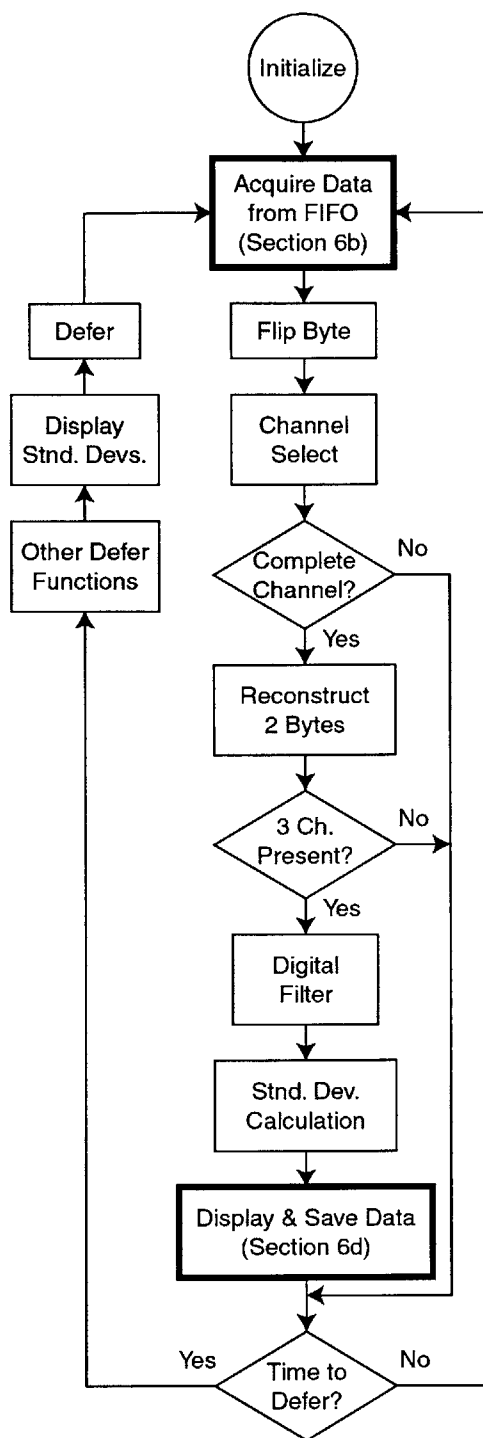 Initialize
Acquire Data
from FIFO
(Section 6b)
Defer
Flip Byte
Display
Stnd. Devs.
Channel
Select
Other Defer
Functions
Complete
Channel?
No
Yes
Reconstruct
2 Bytes
3 Ch.
Present?
No
Yes
Digital
Filter
Stnd. Dev.
Calculation
Display & Save Data
(Section 6d)
Yes
Time to
Defer?
No